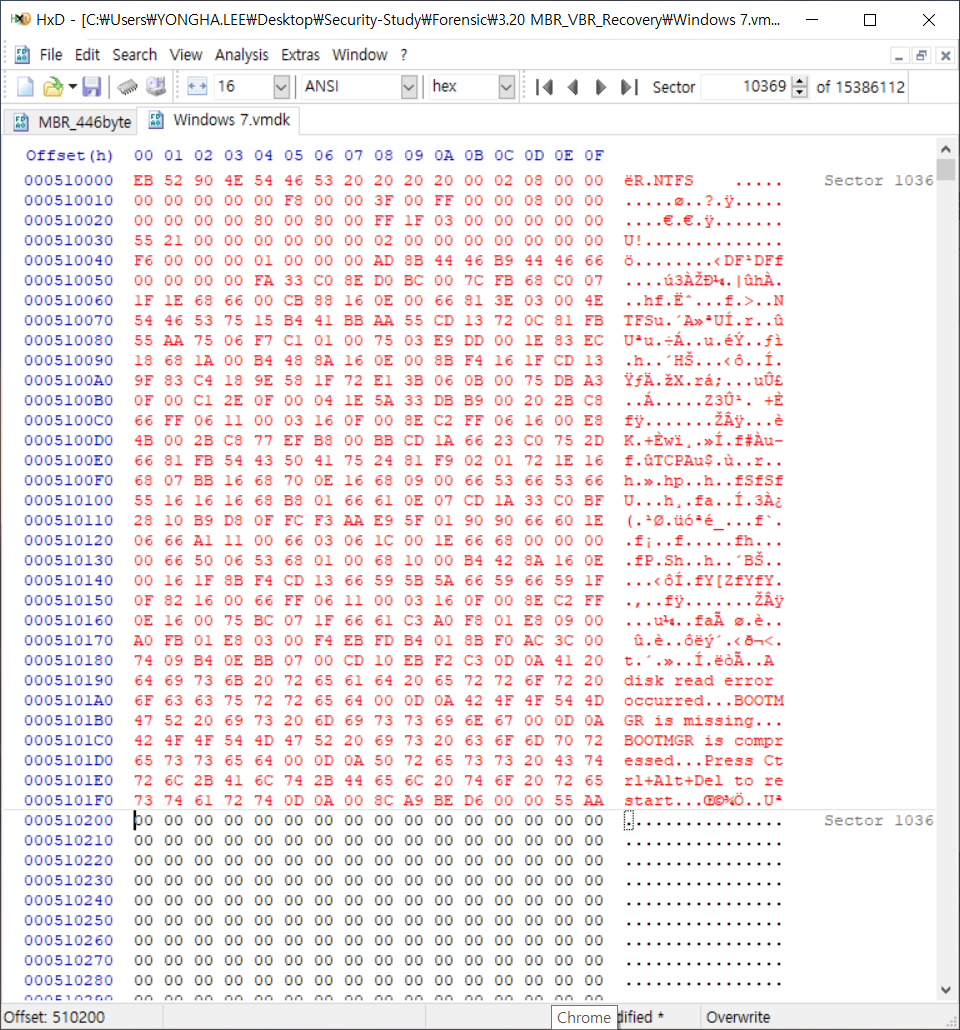 HxD - [C:₩Users₩YONGHA.LEE₩Desktop₩Security-Study₩Forensic₩3.20 MBR_VBR_Recovery₩Windows 7.vm...
File Edit Search View Analysis Extras Window ?
16 ANSI hex Sector 10369 of 15386112
MBR_446byte Windows 7.vmdk
Offset(h) 00 01 02 03 04 05 06 07 08 09 0A 0B 0C 0D 0E 0F
000510000 EB 52 90 4E 54 46 53 20 20 20 20 00 02 08 00 00 ëR.NTFS    ..... Sector 1036
000510010 00 00 00 00 00 F8 00 00 3F 00 FF 00 00 08 00 00 .....ø..?.ÿ.....
000510020 00 00 00 00 80 00 80 00 FF 1F 03 00 00 00 00 00 ....€.€.ÿ.......
000510030 55 21 00 00 00 00 00 00 02 00 00 00 00 00 00 00 U!..............
000510040 F6 00 00 00 01 00 00 00 AD 8B 44 46 B9 44 46 66 ö........‹DF¹DFf
000510050 00 00 00 00 FA 33 C0 8E D0 BC 00 7C FB 68 C0 07 ....ú3ÀŽÐ¼.|ûhÀ.
000510060 1F 1E 68 66 00 CB 88 16 0E 00 66 81 3E 03 00 4E ..hf.Ëˆ...f.>..N
000510070 54 46 53 75 15 B4 41 BB AA 55 CD 13 72 0C 81 FB TFSu.´A»ªUÍ.r..û
000510080 55 AA 75 06 F7 C1 01 00 75 03 E9 DD 00 1E 83 EC Uªu.÷Á..u.éÝ..ƒì
000510090 18 68 1A 00 B4 48 8A 16 0E 00 8B F4 16 1F CD 13 .h..´HŠ...‹ô..Í.
0005100A0 9F 83 C4 18 9E 58 1F 72 E1 3B 06 0B 00 75 DB A3 ŸƒÄ.žX.rá;...uÛ£
0005100B0 0F 00 C1 2E 0F 00 04 1E 5A 33 DB B9 00 20 2B C8 ..Á.....Z3Û¹. +È
0005100C0 66 FF 06 11 00 03 16 0F 00 8E C2 FF 06 16 00 E8 fÿ.......ŽÂÿ...è
0005100D0 4B 00 2B C8 77 EF B8 00 BB CD 1A 66 23 C0 75 2D K.+Èwï¸.»Í.f#Àu-
0005100E0 66 81 FB 54 43 50 41 75 24 81 F9 02 01 72 1E 16 f.ûTCPAu$.ù..r..
0005100F0 68 07 BB 16 68 70 0E 16 68 09 00 66 53 66 53 66 h.».hp..h..fSfSf
000510100 55 16 16 16 68 B8 01 66 61 0E 07 CD 1A 33 C0 BF U...h¸.fa..Í.3À¿
000510110 28 10 B9 D8 0F FC F3 AA E9 5F 01 90 90 66 60 1E (.¹Ø.üóªé_...f`.
000510120 06 66 A1 11 00 66 03 06 1C 00 1E 66 68 00 00 00 .f¡..f.....fh...
000510130 00 66 50 06 53 68 01 00 68 10 00 B4 42 8A 16 0E .fP.Sh..h..´BŠ..
000510140 00 16 1F 8B F4 CD 13 66 59 5B 5A 66 59 66 59 1F ...‹ôÍ.fY[ZfYfY.
000510150 0F 82 16 00 66 FF 06 11 00 03 16 0F 00 8E C2 FF .‚..fÿ.......ŽÂÿ
000510160 0E 16 00 75 BC 07 1F 66 61 C3 A0 F8 01 E8 09 00 ...u¼..faÃ ø.è..
000510170 A0 FB 01 E8 03 00 F4 EB FD B4 01 8B F0 AC 3C 00  û.è..ôëý´.‹ð¬<.
000510180 74 09 B4 0E BB 07 00 CD 10 EB F2 C3 0D 0A 41 20 t.´.»..Í.ëòÃ..A
000510190 64 69 73 6B 20 72 65 61 64 20 65 72 72 6F 72 20 disk read error
0005101A0 6F 63 63 75 72 72 65 64 00 0D 0A 42 4F 4F 54 4D occurred...BOOTM
0005101B0 47 52 20 69 73 20 6D 69 73 73 69 6E 67 00 0D 0A GR is missing...
0005101C0 42 4F 4F 54 4D 47 52 20 69 73 20 63 6F 6D 70 72 BOOTMGR is compr
0005101D0 65 73 73 65 64 00 0D 0A 50 72 65 73 73 20 43 74 essed...Press Ct
0005101E0 72 6C 2B 41 6C 74 2B 44 65 6C 20 74 6F 20 72 65 rl+Alt+Del to re
0005101F0 73 74 61 72 74 0D 0A 00 8C A9 BE D6 00 00 55 AA start...Œ©¾Ö..Uª
000510200 00 00 00 00 00 00 00 00 00 00 00 00 00 00 00 00 ................ Sector 1036
000510210 00 00 00 00 00 00 00 00 00 00 00 00 00 00 00 00 ................
000510220 00 00 00 00 00 00 00 00 00 00 00 00 00 00 00 00 ................
000510230 00 00 00 00 00 00 00 00 00 00 00 00 00 00 00 00 ................
000510240 00 00 00 00 00 00 00 00 00 00 00 00 00 00 00 00 ................
000510250 00 00 00 00 00 00 00 00 00 00 00 00 00 00 00 00 ................
000510260 00 00 00 00 00 00 00 00 00 00 00 00 00 00 00 00 ................
000510270 00 00 00 00 00 00 00 00 00 00 00 00 00 00 00 00 ................
000510280 00 00 00 00 00 00 00 00 00 00 00 00 00 00 00 00 ................
000510290 00 00 00 00 00 00 00 00 00 00 00 00 00 00 00 00
Offset: 510200 Chrome dified * Overwrite